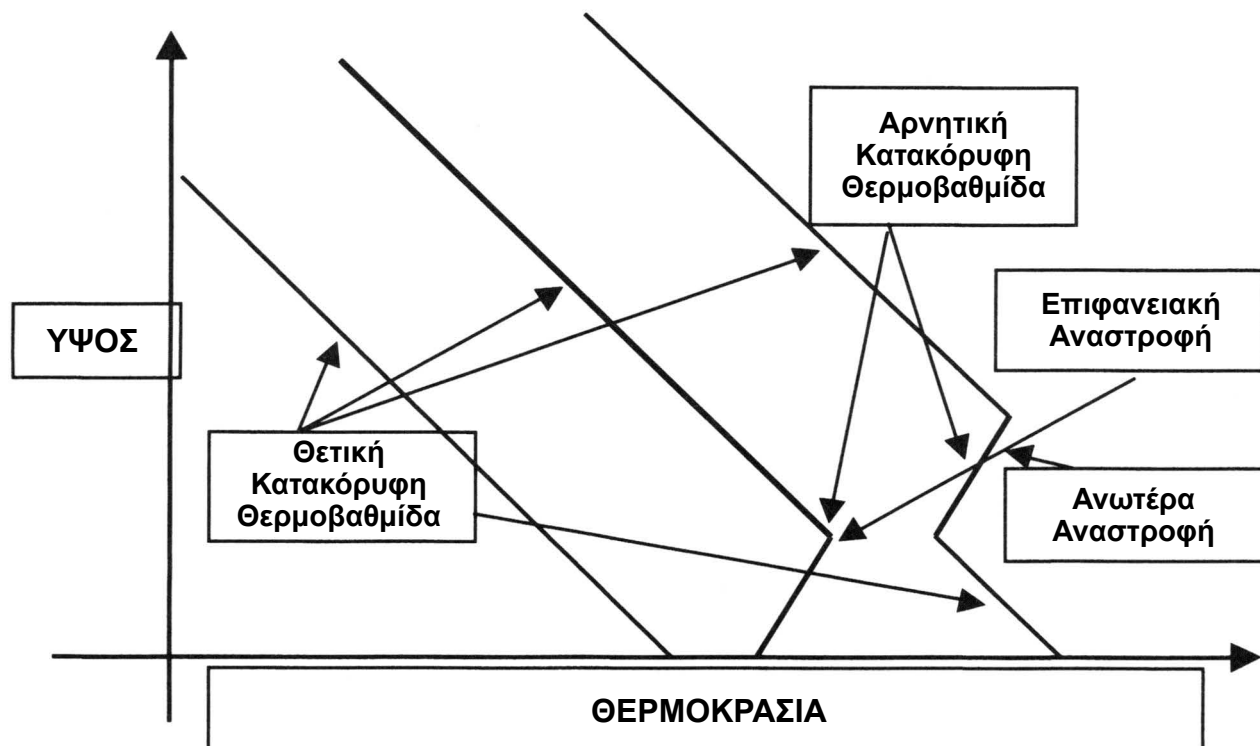 Αρνητική
Κατακόρυφη
Θερμοβαθμίδα
Επιφανειακή
Αναστροφή
ΥΨΟΣ
Θετική
Κατακόρυφη
Θερμοβαθμίδα
Ανωτέρα
Αναστροφή
ΘΕΡΜΟΚΡΑΣΙΑ